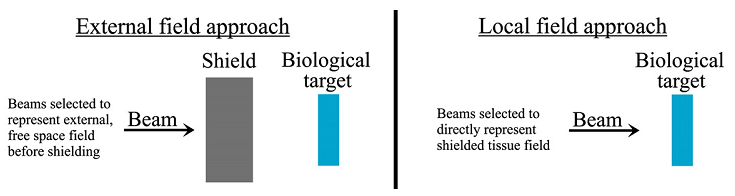 External field approach
Shield
Biological
target
Beams selected to
represent external,
free space field
before shielding
Beam
Local field approach
Biological
target
Beams selected to
directly represent
shielded tissue field
Beam